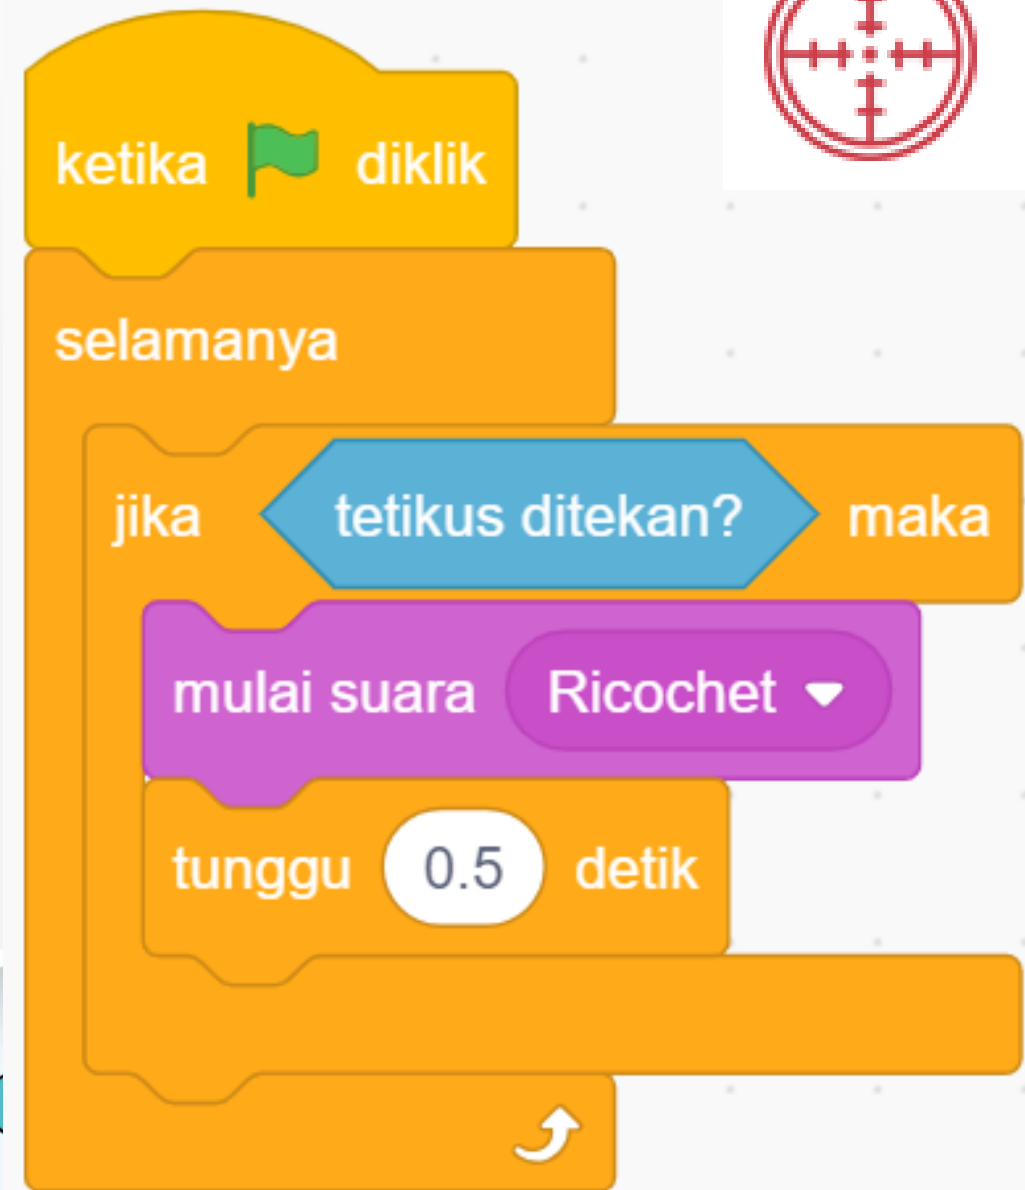 ketika diklik
selamanya
jika tetikus ditekan? maka
mulai suara Ricochet
tunggu 0.5 detik